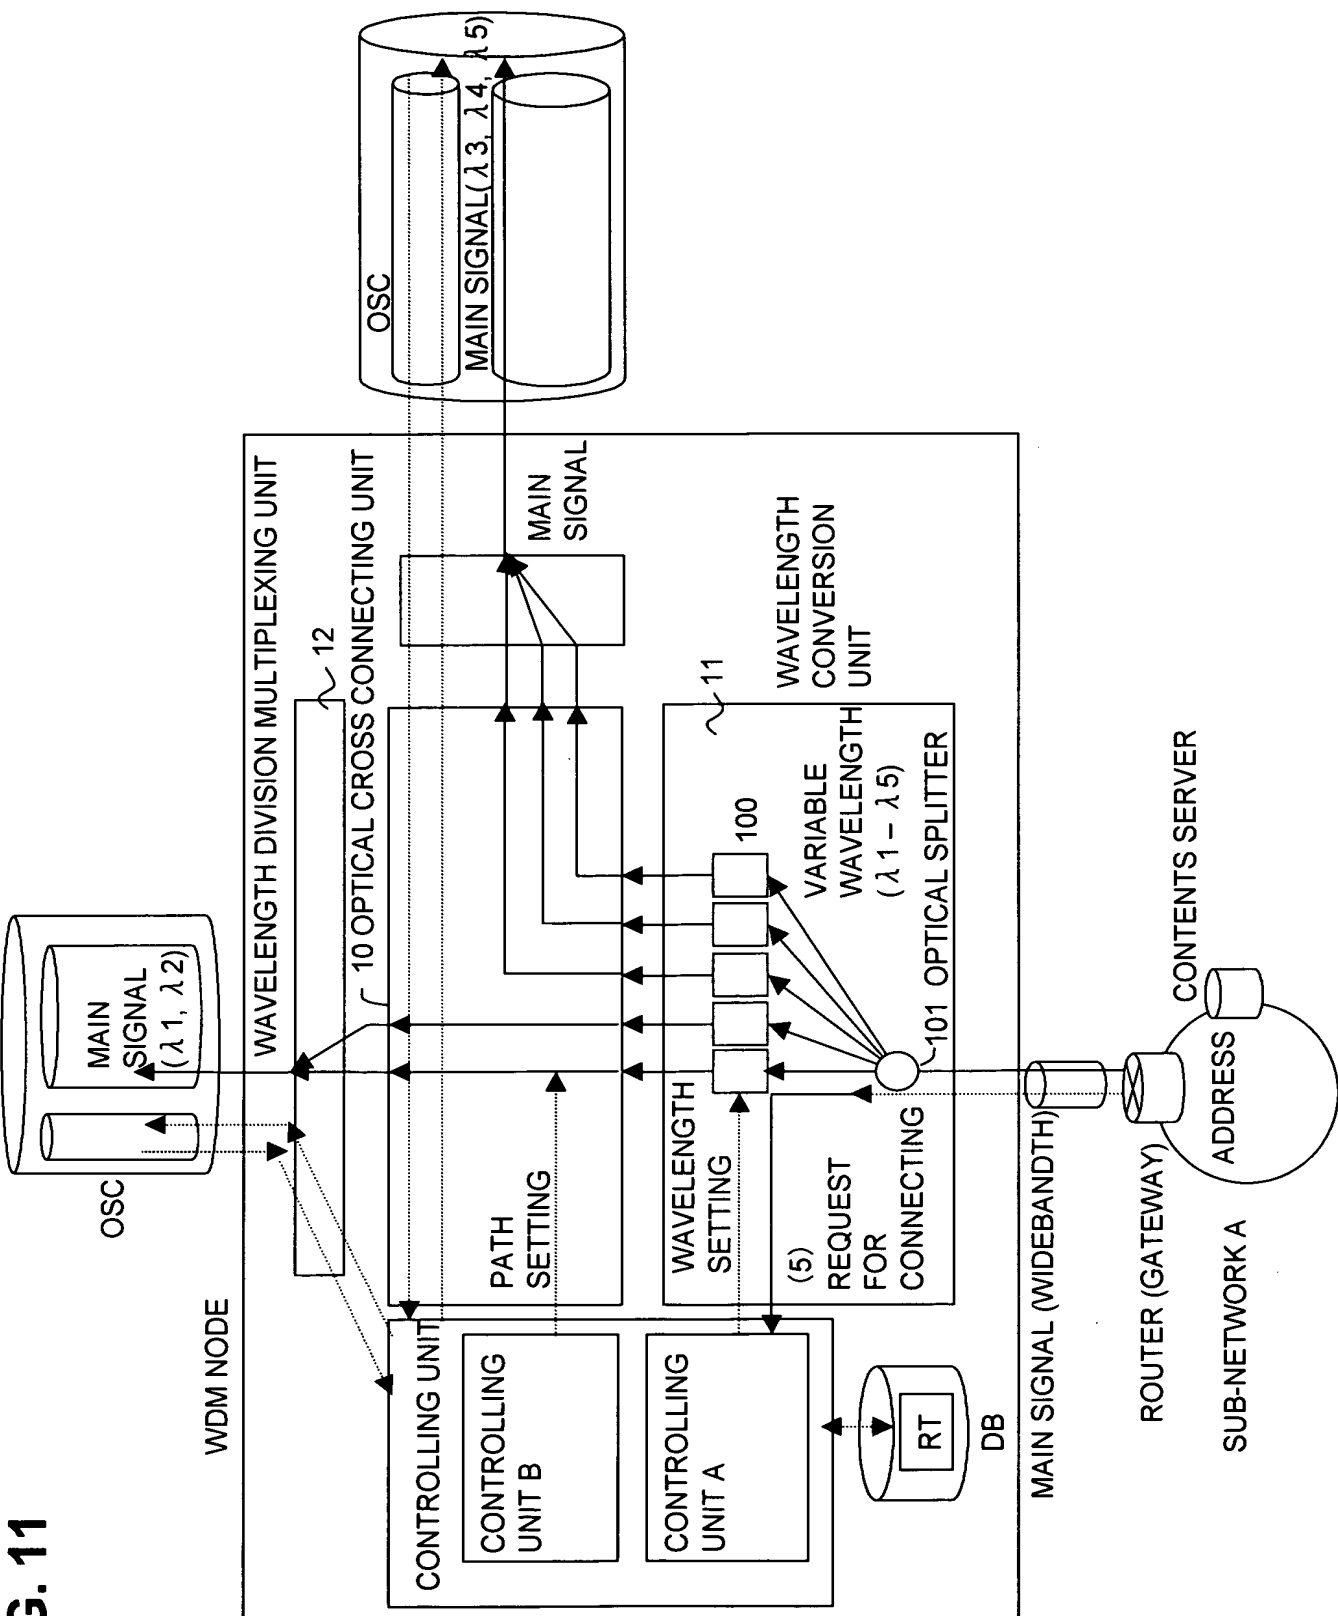 G. 11
WDM NODE
OSC
MAIN
SIGNAL
(λ1, λ2)
WAVELENGTH DIVISION MULTIPLEXING UNIT
12
10 OPTICAL CROSS CONNECTING UNIT
OSC
MAIN SIGNAL(λ3, λ4, λ5)
CONTROLLING UNIT
CONTROLLING
UNIT B
PATH
SETTING
MAIN
SIGNAL
CONTROLLING
UNIT A
WAVELENGTH
SETTING
100
11
WAVELENGTH
CONVERSION
UNIT
(5)
REQUEST
FOR
CONNECTING
VARIABLE
WAVELENGTH
(λ1－λ5)
101 OPTICAL SPLITTER
RT
DB
MAIN SIGNAL (WIDEBANDTH)
ROUTER (GATEWAY)
SUB-NETWORK A
ADDRESS
CONTENTS SERVER